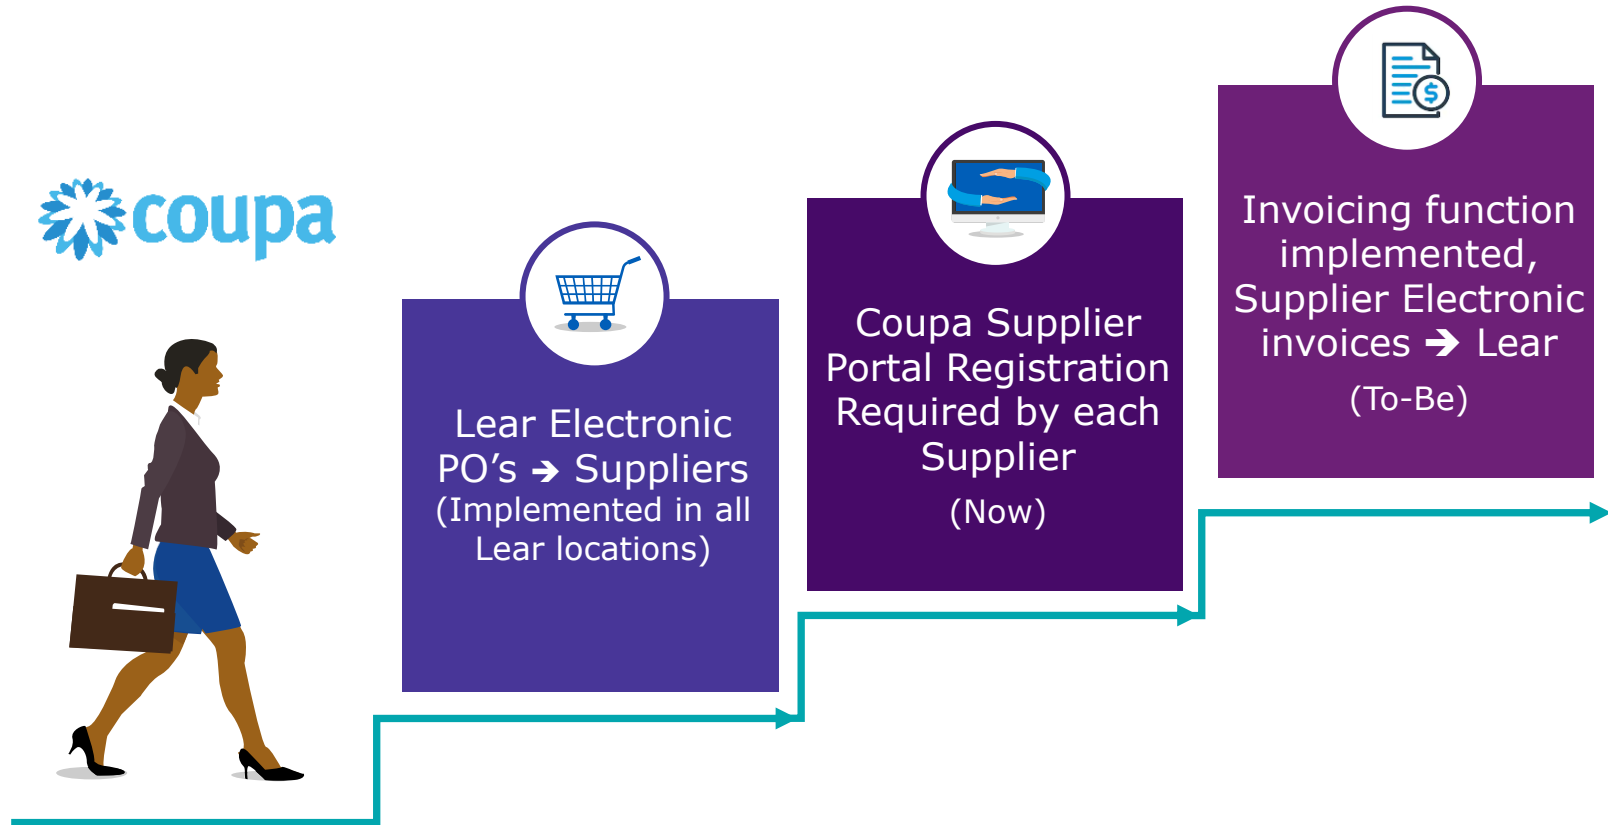 coupa
Lear Electronic
PO’s ➔ Suppliers
(Implemented in all
Lear locations)
Coupa Supplier
Portal Registration
Required by each
Supplier
(Now)
Invoicing function
implemented,
Supplier Electronic
invoices ➔ Lear
(To-Be)